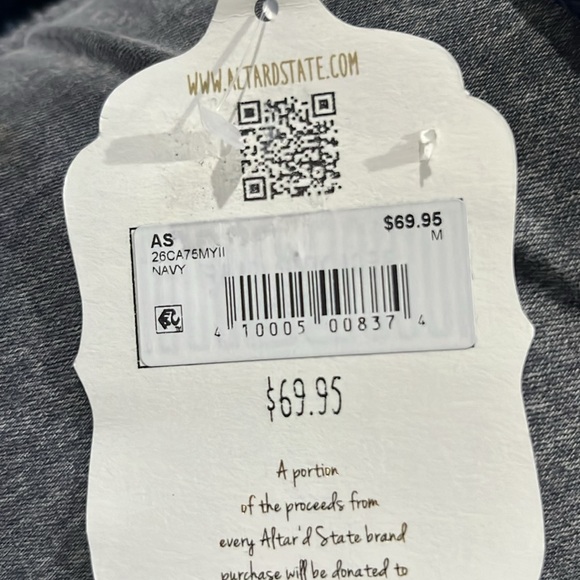 WWW.ALTARDSTATE.COM
AS
$69.95
26CA75MYII
M
NAVY
4 10005 00837 4
$69.95
A portion
of the proceeds from
every Altar'd State brand
purchase will be donated to